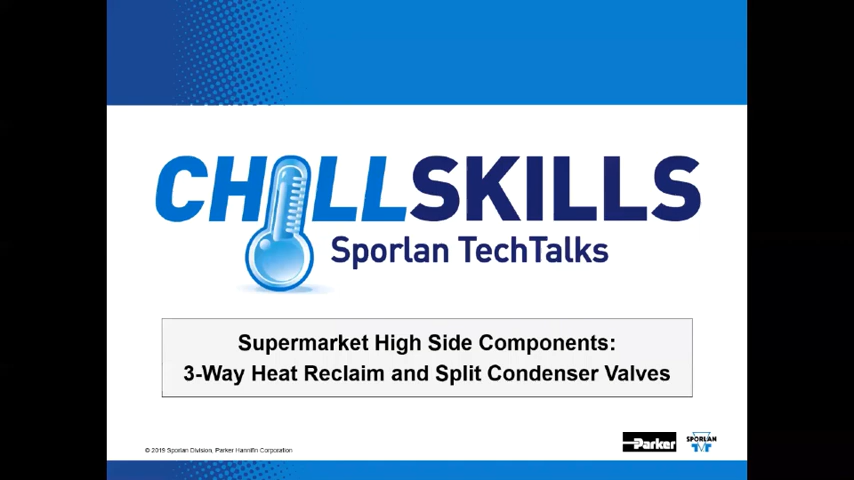 CHILLSKILLS
Sporlan TechTalks
Supermarket High Side Components:
3-Way Heat Reclaim and Split Condenser Valves
© 2019 Sporlan Division, Parker Hannifin Corporation
Parker
SPORLAN